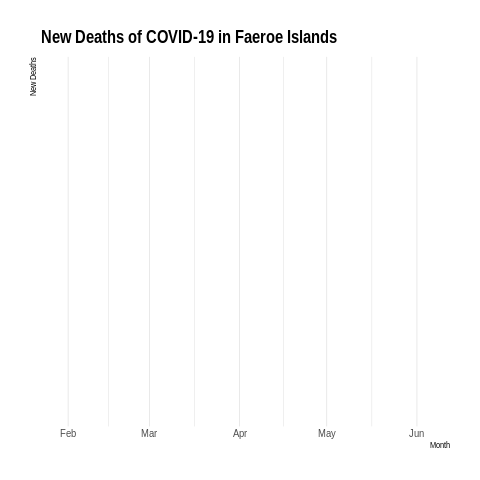 New Deaths of COVID-19 in Faeroe Islands
New Deaths
Feb Mar Apr May Jun
Month